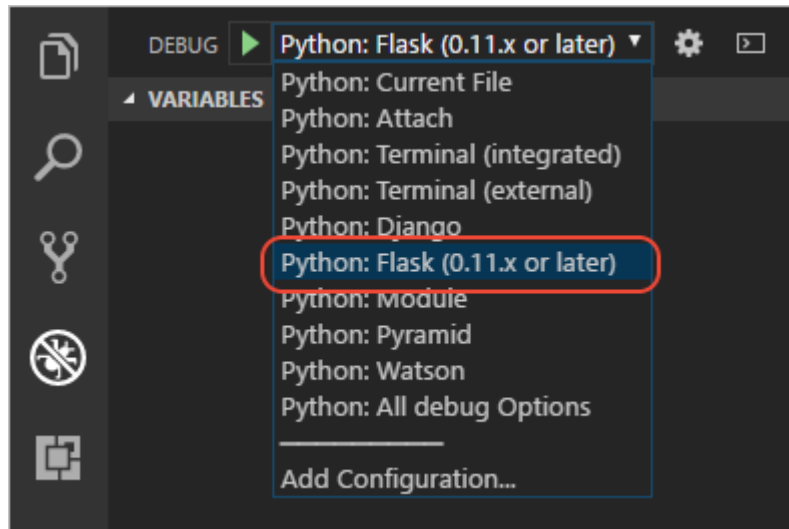 DEBUG Python: Flask (0.11.x or later)
VARIABLES
Python: Current File
Python: Attach
Python: Terminal (integrated)
Python: Terminal (external)
Python: Django
Python: Flask (0.11.x or later)
Python: Module
Python: Pyramid
Python: Watson
Python: All debug Options
Add Configuration...